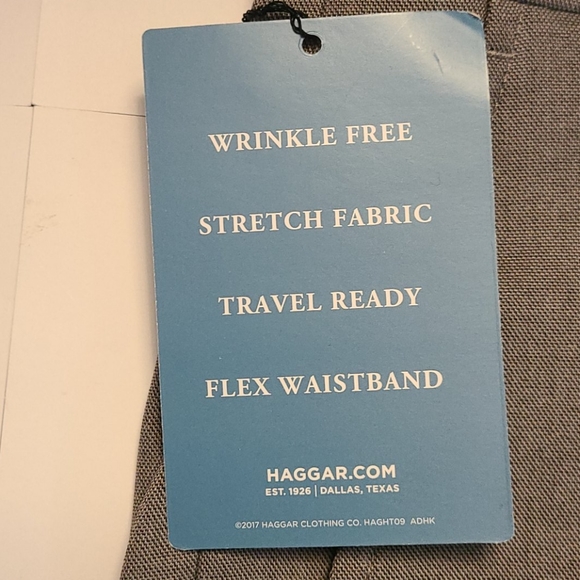 WRINKLE FREE
STRETCH FABRIC
TRAVEL READY
FLEX WAISTBAND
HAGGAR.COM
EST. 1926 | DALLAS, TEXAS
©2017 HAGGAR CLOTHING CO. HAGHT09 ADHK